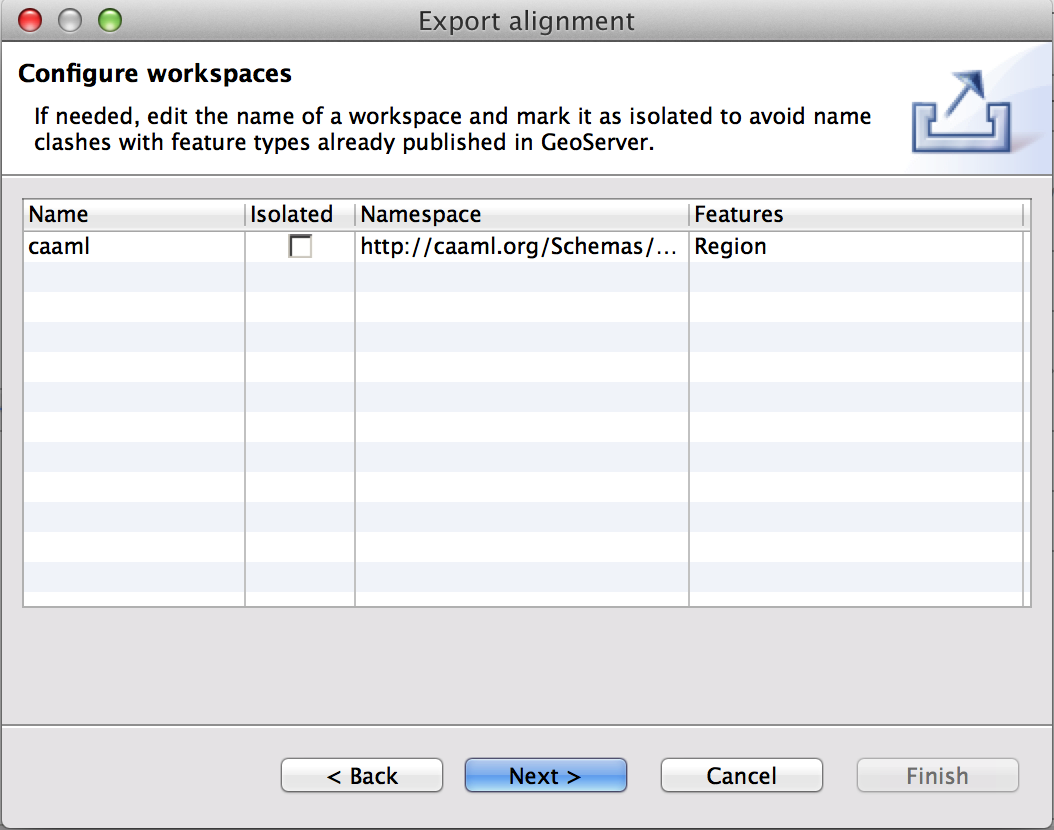 Export alignment
Configure workspaces
If needed, edit the name of a workspace and mark it as isolated to avoid name
clashes with feature types already published in GeoServer.
Name Isolated Namespace Features
caaml http://caaml.org/Schemas/... Region
< Back Next > Cancel Finish